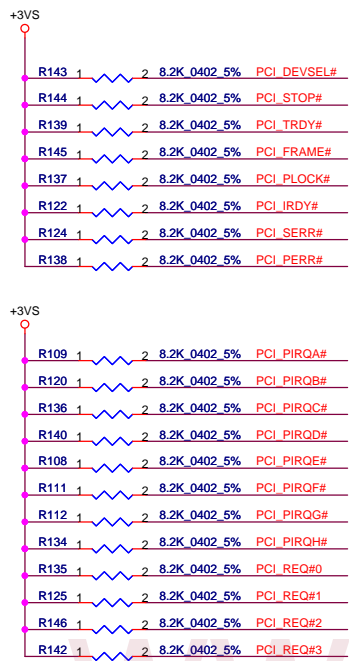 +3VS
R143 1 2 8.2K_0402_5% PCI_DEVSEL#
R144 1 2 8.2K_0402_5% PCI_STOP#
R139 1 2 8.2K_0402_5% PCI_TRDY#
R145 1 2 8.2K_0402_5% PCI_FRAME#
R137 1 2 8.2K_0402_5% PCI_PLOCK#
R122 1 2 8.2K_0402_5% PCI_IRDY#
R124 1 2 8.2K_0402_5% PCI_SERR#
R138 1 2 8.2K_0402_5% PCI_PERR#
+3VS
R109 1 2 8.2K_0402_5% PCI_PIRQA#
R120 1 2 8.2K_0402_5% PCI_PIRQB#
R136 1 2 8.2K_0402_5% PCI_PIRQC#
R140 1 2 8.2K_0402_5% PCI_PIRQD#
R108 1 2 8.2K_0402_5% PCI_PIRQE#
R111 1 2 8.2K_0402_5% PCI_PIRQF#
R112 1 2 8.2K_0402_5% PCI_PIRQG#
R134 1 2 8.2K_0402_5% PCI_PIRQH#
R135 1 2 8.2K_0402_5% PCI_REQ#0
R125 1 2 8.2K_0402_5% PCI_REQ#1
R146 1 2 8.2K_0402_5% PCI_REQ#2
R142 1 2 8.2K_0402_5% PCI_REQ#3